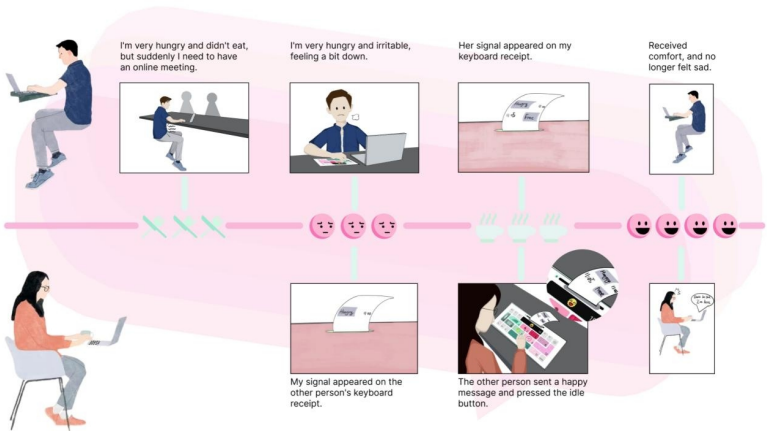 I'm very hungry and didn't eat,
but suddenly I need to have
an online meeting.
I'm very hungry and irritable,
feeling a bit down.
Her signal appeared on my
keyboard receipt.
Received
comfort, and no
longer felt sad.
My signal appeared on the
other person's keyboard
receipt.
The other person sent a happy
message and pressed the idle
button.